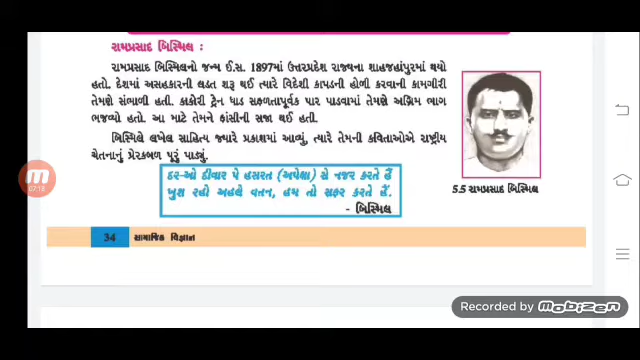 રામપ્રસાદ બિસ્મિલ :
રામપ્રસાદ બિસ્મિલનો જન્મ ઈ.સ. 1897માં ઉત્તરપ્રદેશ રાજ્યના શાહજહાંપુરમાં થયો
હતો. દેશમાં અસહકારની લડત શરૂ થઈ ત્યારે વિદેશી કાપડની હોળી કરવાની કામગીરી
તેમણે સંભાળી હતી. કાકોરી ટ્રેન ધાડ સફળતાપૂર્વક પાર પાડવામાં તેમણે અગ્રિમ ભાગ
ભજવ્યો હતો. આ માટે તેમને ફાંસીની સજા થઈ હતી.
બિસ્મિલે લખેલ સાહિત્ય જ્યારે પ્રકાશમાં આવ્યું, ત્યારે તેમની કવિતાઓએ રાષ્ટ્રીય
ચેતનાનું પ્રેરકબળ પૂરું પાડ્યું.
દર-ઓ દીવાર પે હસરત (અપેક્ષા) સે નજર કરતે હૈં
ખુશ રહો અહલે વતન, હમ તો સફર કરતે હૈં.
- બિસ્મિલ
5.5 રામપ્રસાદ બિસ્મિલ
34 સામાજિક વિજ્ઞાન
07:18
Recorded by mobizen